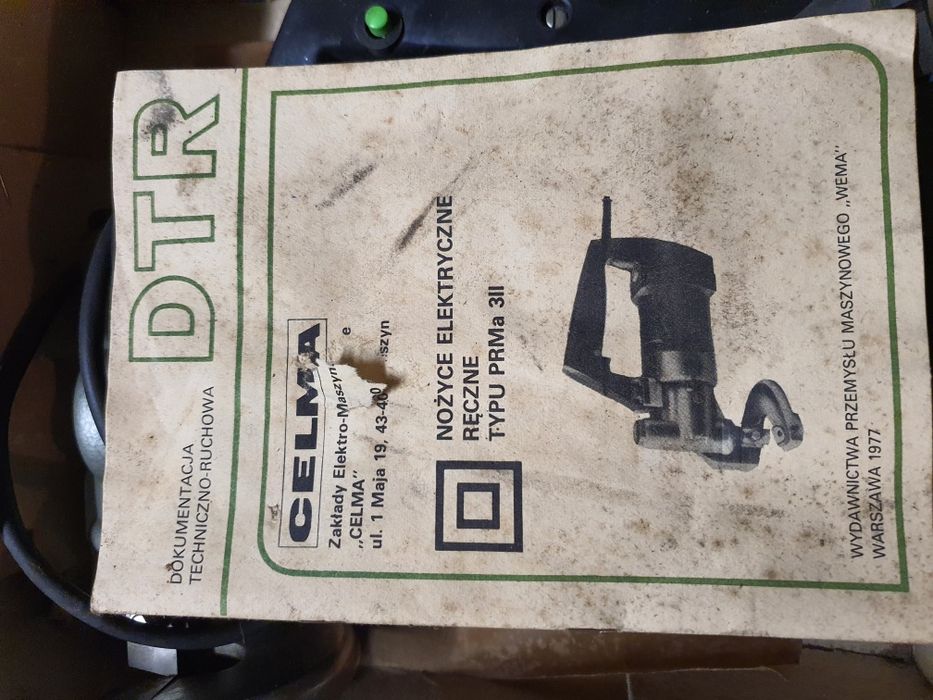 DOKUMENTACJA
TECHNICZNO-RUCHOWA
DTR
CELMA
Zakłady Elektro-Maszyn e
„CELMA"
ul. 1 Maja 19, 43-40 szyn
NOŻYCE ELEKTRYCZNE
RĘCZNE
TYPU PRMa 3II
WYDAWNICTWA PRZEMYSŁU MASZYNOWEGO „WEMA"
WARSZAWA 1977